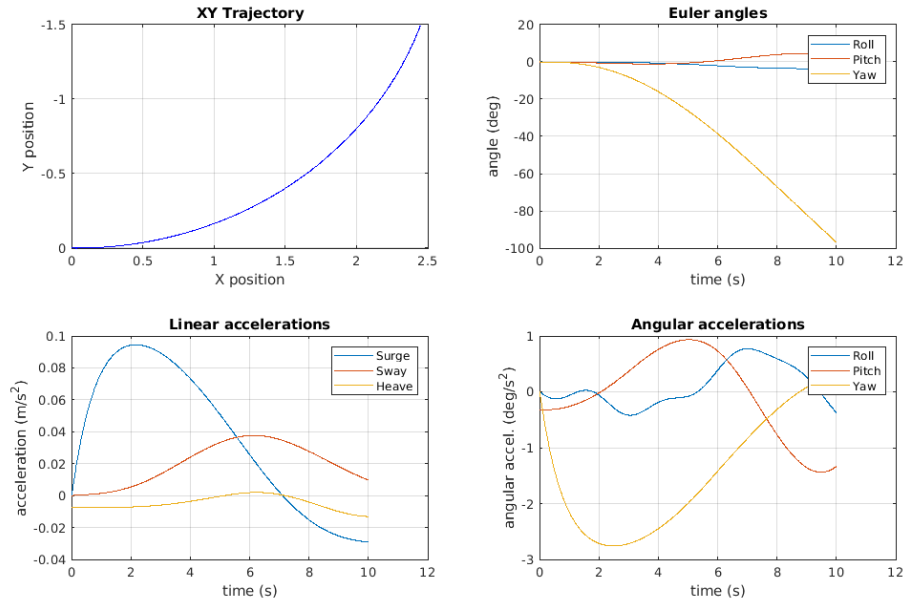 XY Trajectory
-1.5
-1
-0.5
0
Y position
0 0.5 1 1.5 2 2.5
X position
Euler angles
20
0
-20
-40
-60
-80
-100
angle (deg)
Roll
Pitch
Yaw
0 2 4 6 8 10 12
time (s)
Linear accelerations
0.1
0.08
0.06
0.04
0.02
0
-0.02
-0.04
acceleration (m/s²)
Surge
Sway
Heave
0 2 4 6 8 10 12
time (s)
Angular accelerations
1
0
-1
-2
-3
angular accel. (deg/s²)
Roll
Pitch
Yaw
0 2 4 6 8 10 12
time (s)